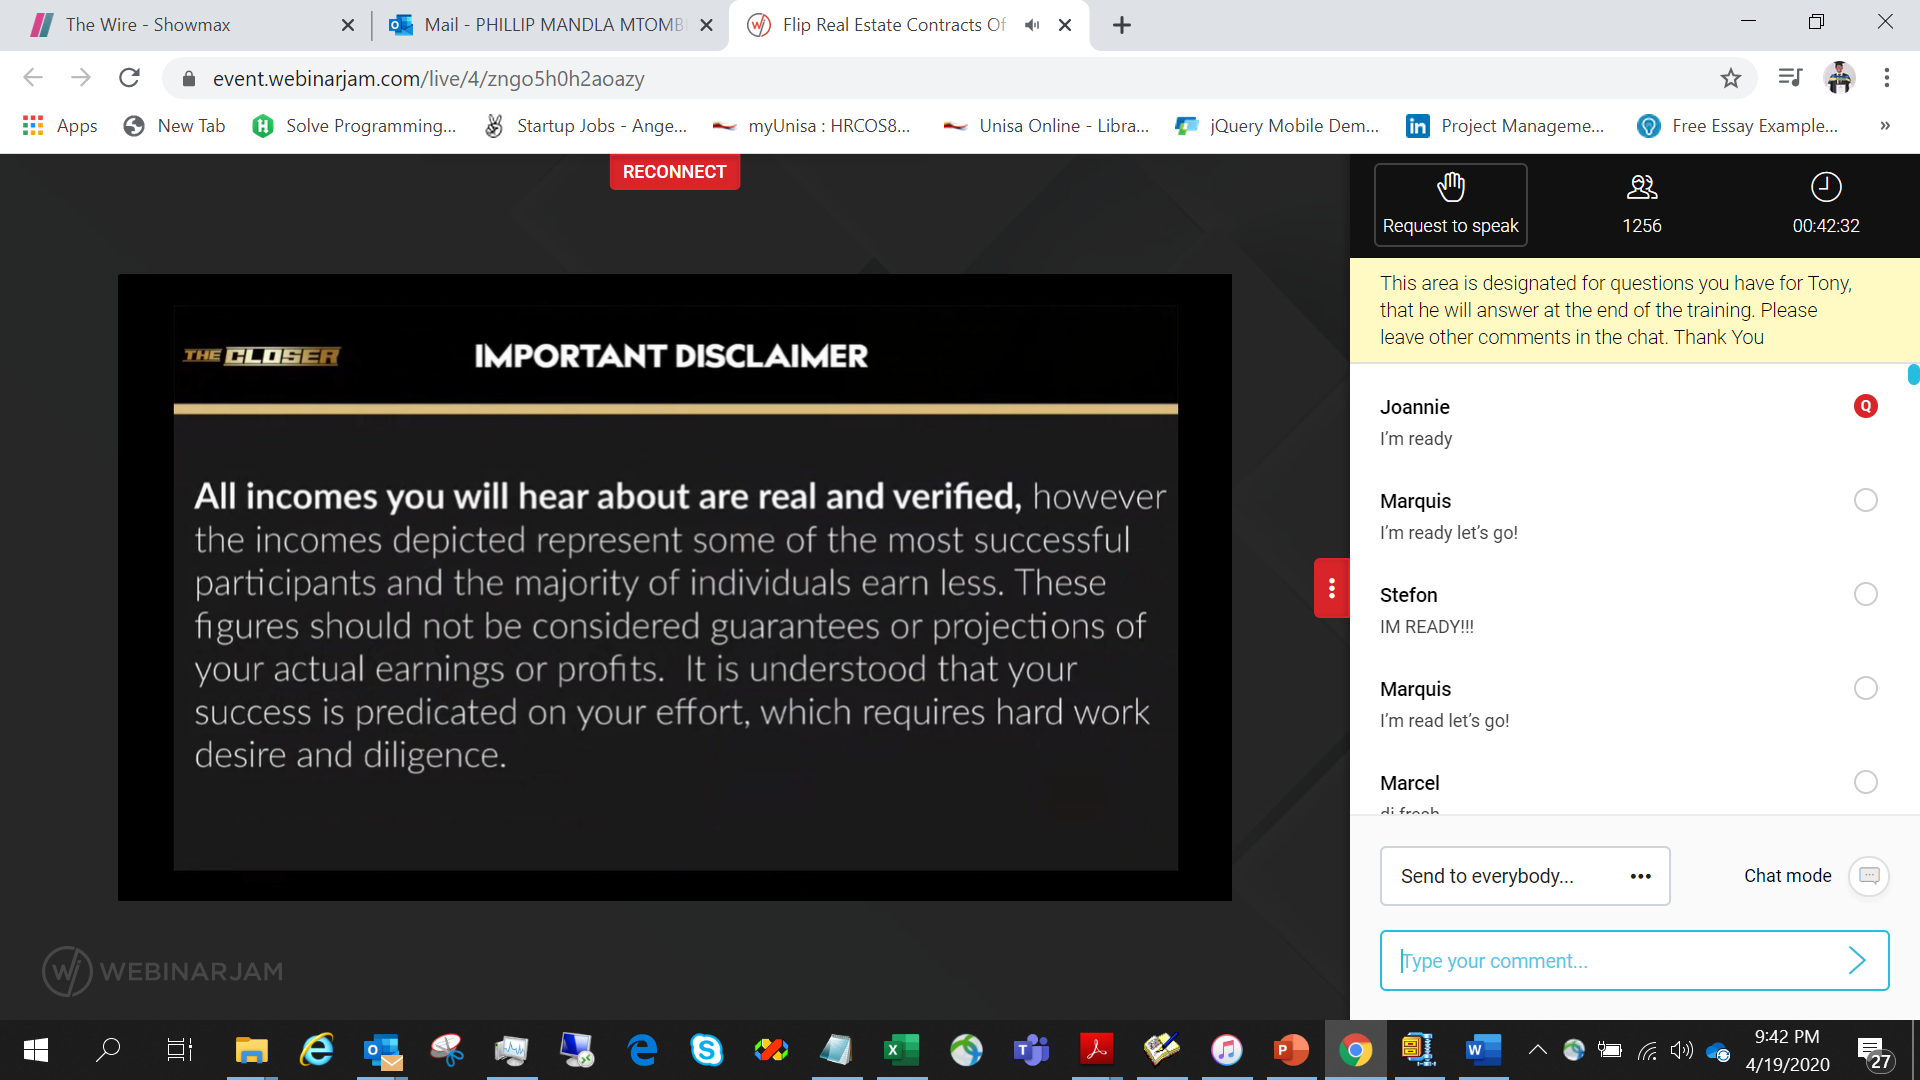 The Wire - Showmax
Mail - PHILLIP MANDLA MTOMB
Flip Real Estate Contracts Of
event.webinarjam.com/live/4/zngo5h0h2aoazy
Apps
New Tab
Solve Programming...
Startup Jobs - Ange...
myUnisa : HRCOS8...
Unisa Online - Libra...
jQuery Mobile Dem...
Project Manageme...
Free Essay Example...
»
RECONNECT
Request to speak
1256
00:42:32
This area is designated for questions you have for Tony,
that he will answer at the end of the training. Please
leave other comments in the chat. Thank You
THE CLOSER
IMPORTANT DISCLAIMER
All incomes you will hear about are real and verified, however
the incomes depicted represent some of the most successful
participants and the majority of individuals earn less. These
figures should not be considered guarantees or projections of
your actual earnings or profits. It is understood that your
success is predicated on your effort, which requires hard work
desire and diligence.
WEBINARJAM
Joannie
Q
I'm ready
Marquis
I'm ready let's go!
Stefon
IM READY!!!
Marquis
I'm read let's go!
Marcel
Send to everybody...
Chat mode
Type your comment...
9:42 PM
4/19/2020
27